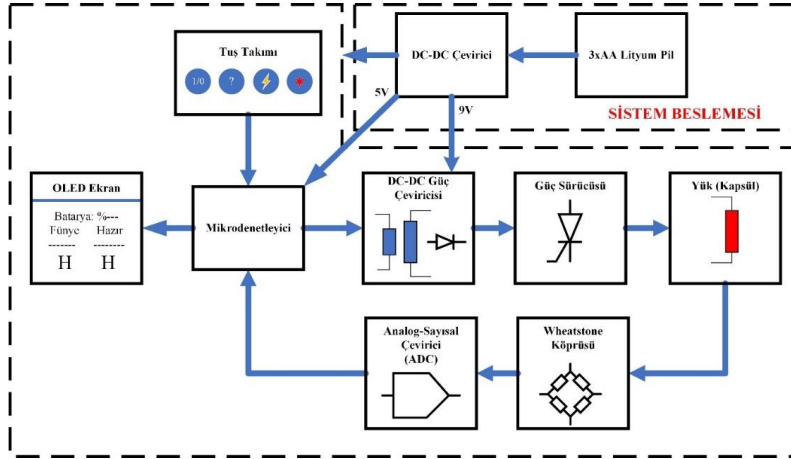 Tuş Takımı
1/0
?
DC-DC Çevirici
3xAA Lityum Pil
SİSTEM BESLEMESİ
5V
9V
OLED Ekran
Batarya: %---
Fünye Hazır
------- --------
H H
Mikrodenetleyici
DC-DC Güç
Çeviricisi
Güç Sürücüsü
Yük (Kapsül)
Analog-Sayısal
Çevirici
(ADC)
Wheatstone
Köprüsü